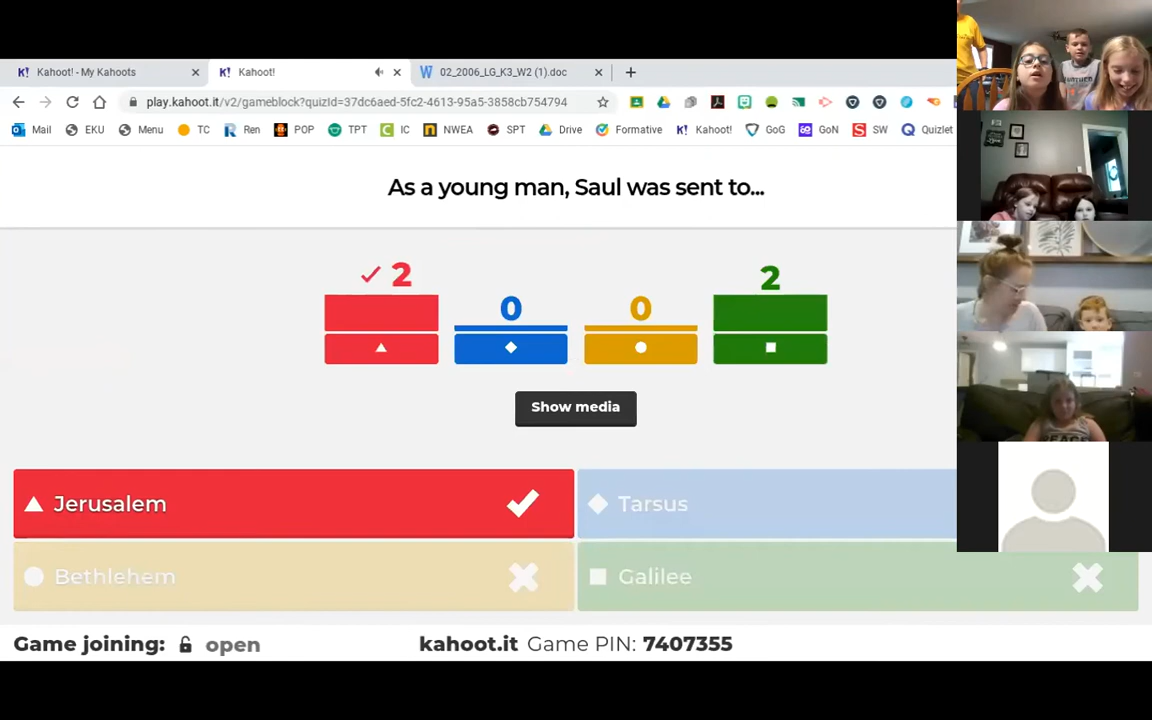 Kahoot! - My Kahoots
Kahoot!
02_2006_LG_K3_W2 (1).doc
play.kahoot.it/v2/gameblock?quizId=37dc6aed-5fc2-4613-95a5-3858cb754794
Mail EKU Menu TC Ren POP TPT IC NWEA SPT Drive Formative Kahoot! GoG GoN SW Quizlet
As a young man, Saul was sent to...
2 0 0 2
Show media
Jerusalem Tarsus
Bethlehem Galilee
Game joining: open kahoot.it Game PIN: 7407355